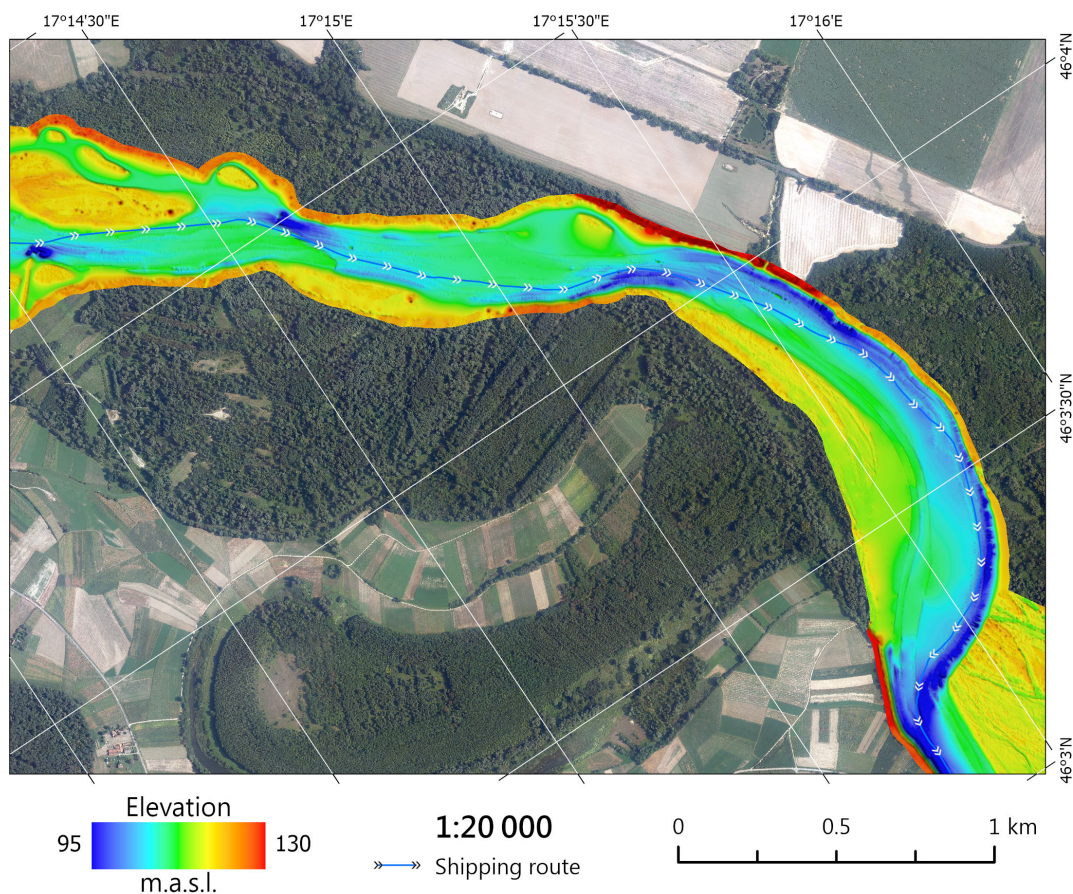 17°14'30"E
17°15'E
17°15'30"E
17°16'E
46°4'N
46°3'30"N
46°3'N
Elevation
95
130
m.a.s.l.
1:20 000
Shipping route
0
0.5
1 km